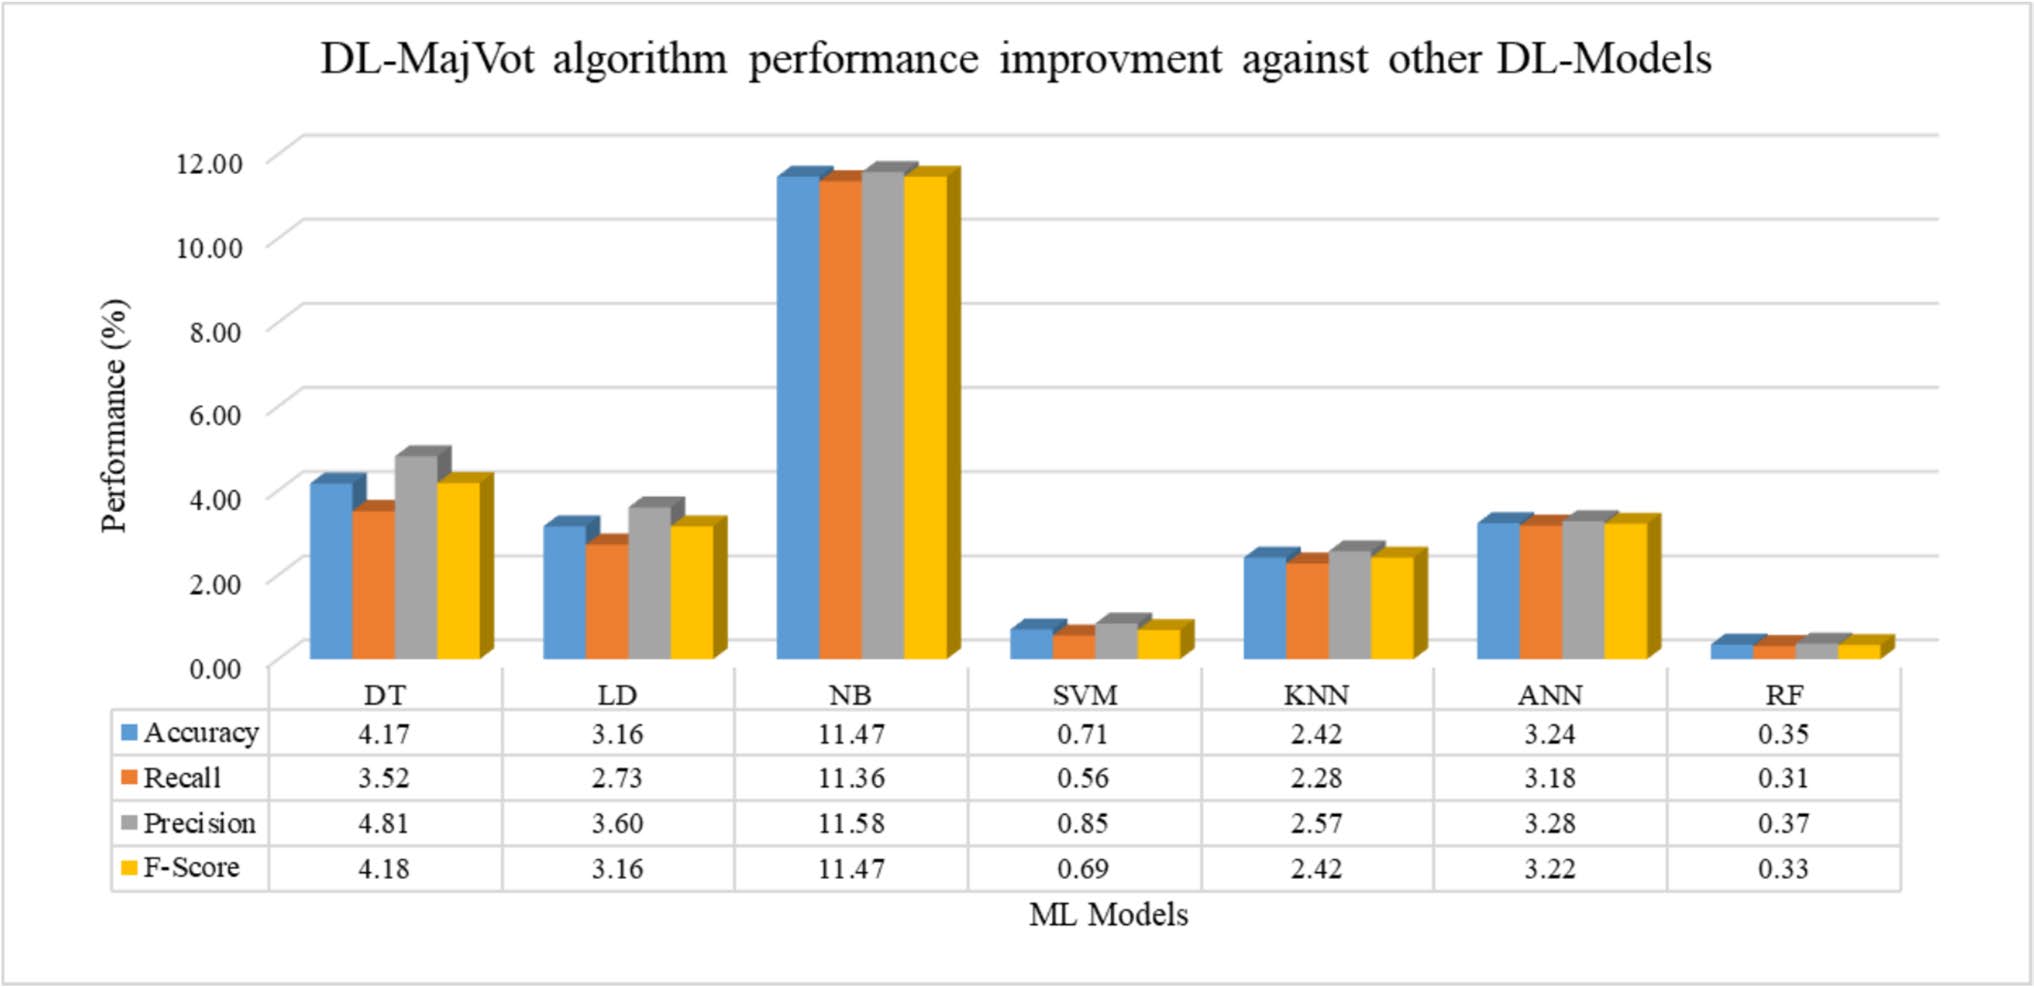 DL-MajVot algorithm performance improvment against other DL-Models
12.00
10.00
8.00
6.00
4.00
2.00
0.00
Performance (%)
DT LD NB SVM KNN ANN RF
Accuracy 4.17 3.16 11.47 0.71 2.42 3.24 0.35
Recall 3.52 2.73 11.36 0.56 2.28 3.18 0.31
Precision 4.81 3.60 11.58 0.85 2.57 3.28 0.37
F-Score 4.18 3.16 11.47 0.69 2.42 3.22 0.33
ML Models